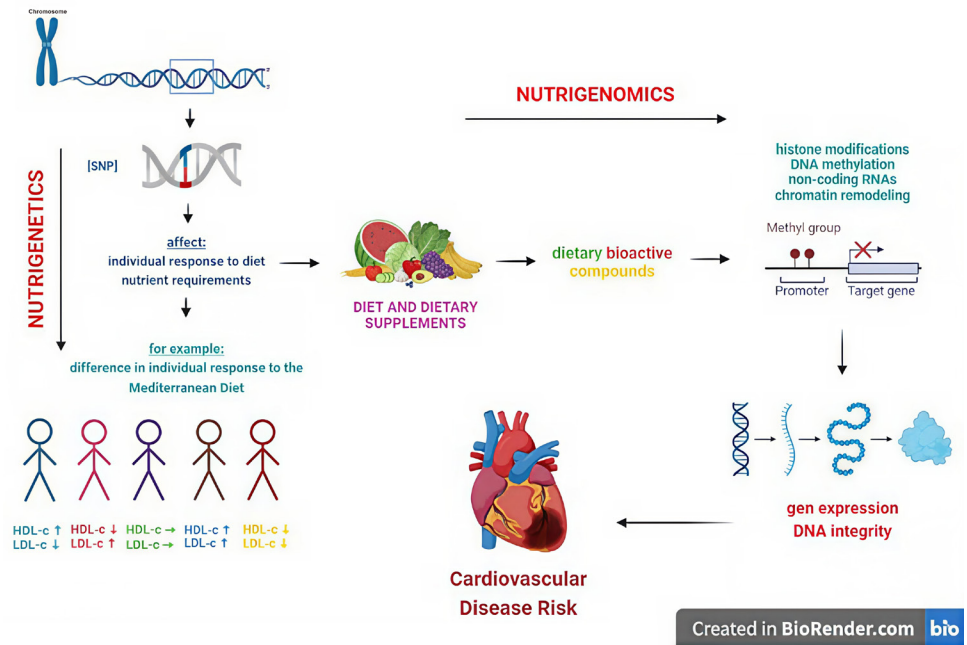 Chromosome
3'
5'
NUTRIGENETICS
[SNP]
affect:
individual response to diet
nutrient requirements
for example:
difference in individual response to the
Mediterranean Diet
HDL-c ↑
LDL-c ↓
HDL-c ↓
LDL-c ↑
HDL-c →
LDL-c →
HDL-c ↑
LDL-c ↑
HDL-c ↓
LDL-c ↓
DIET AND DIETARY
SUPPLEMENTS
NUTRIGENOMICS
dietary bioactive
compounds
histone modifications
DNA methylation
non-coding RNAs
chromatin remodeling
Methyl group
Promoter
Target gene
gen expression
DNA integrity
Cardiovascular
Disease Risk
Created in BioRender.com bio